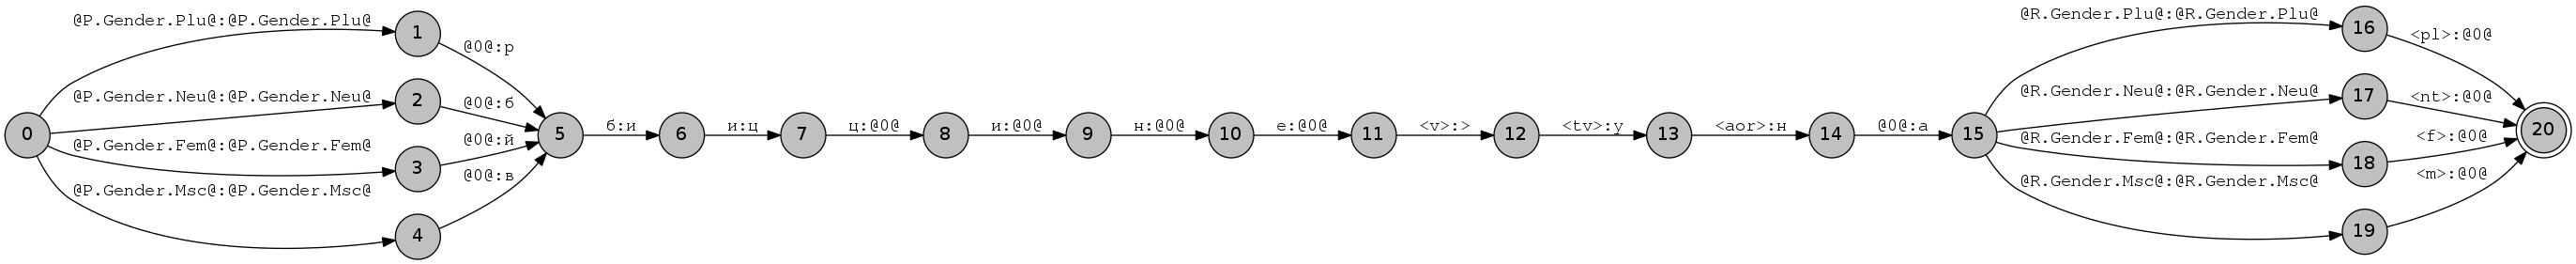 @P.Gender.Plu@:@P.Gender.Plu@
@P.Gender.Neu@:@P.Gender.Neu@
@P.Gender.Fem@:@P.Gender.Fem@
@P.Gender.Msc@:@P.Gender.Msc@
0
1
2
3
4
@0@:р
@0@:б
@0@:й
@0@:в
5
б:и
6
и:ц
7
ц:@0@
8
и:@0@
9
н:@0@
10
е:@0@
11
<v>:>
12
<tv>:у
13
<aor>:н
14
@0@:а
15
@R.Gender.Plu@:@R.Gender.Plu@
@R.Gender.Neu@:@R.Gender.Neu@
@R.Gender.Fem@:@R.Gender.Fem@
@R.Gender.Msc@:@R.Gender.Msc@
16
17
18
19
<pl>:@0@
<nt>:@0@
<f>:@0@
<m>:@0@
20